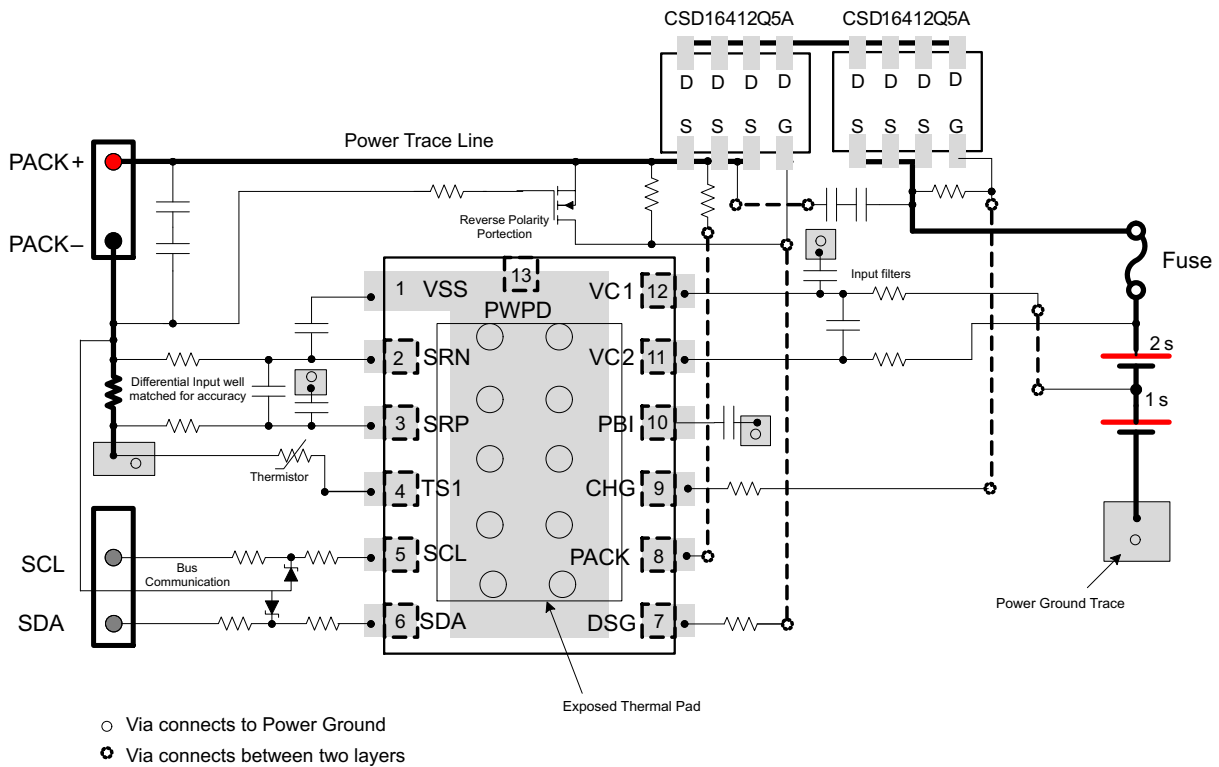 CSD16412Q5A CSD16412Q5A
D D D D D D D D
S S S G S S S G
Power Trace Line
PACK+
PACK–
Reverse Polarity
Portection
Input filters
Fuse
1 VSS
13
PWPD
VC1 12
2 SRN
VC2 11
2 s
1 s
Differential Input well
matched for accuracy
3 SRP
PBI 10
Thermistor
4 TS1
CHG 9
SCL
Bus
Communication
5 SCL
PACK 8
SDA
6 SDA
DSG 7
Power Ground Trace
Exposed Thermal Pad
Via connects to Power Ground
Via connects between two layers